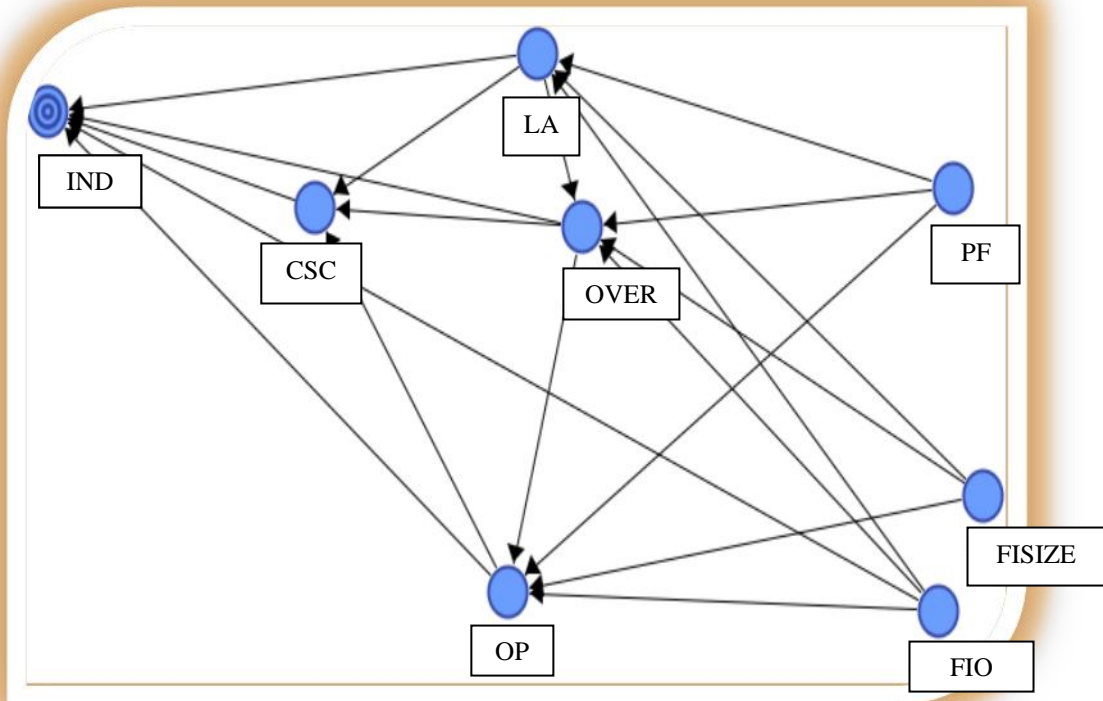 LA
IND
PF
CSC
OVER
FISIZE
OP
FIO